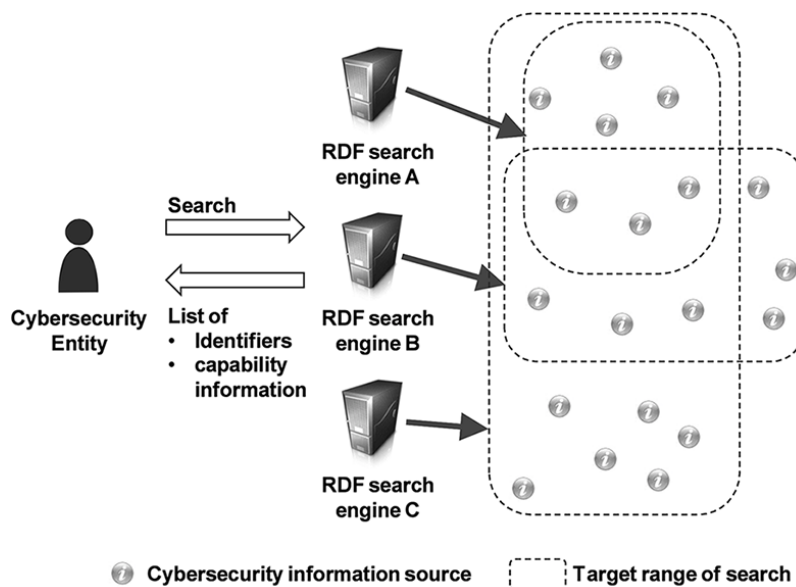 RDF search
engine A
Search
Cybersecurity
Entity
List of
• Identifiers
• capability
information
RDF search
engine B
RDF search
engine C
Cybersecurity information source
Target range of search